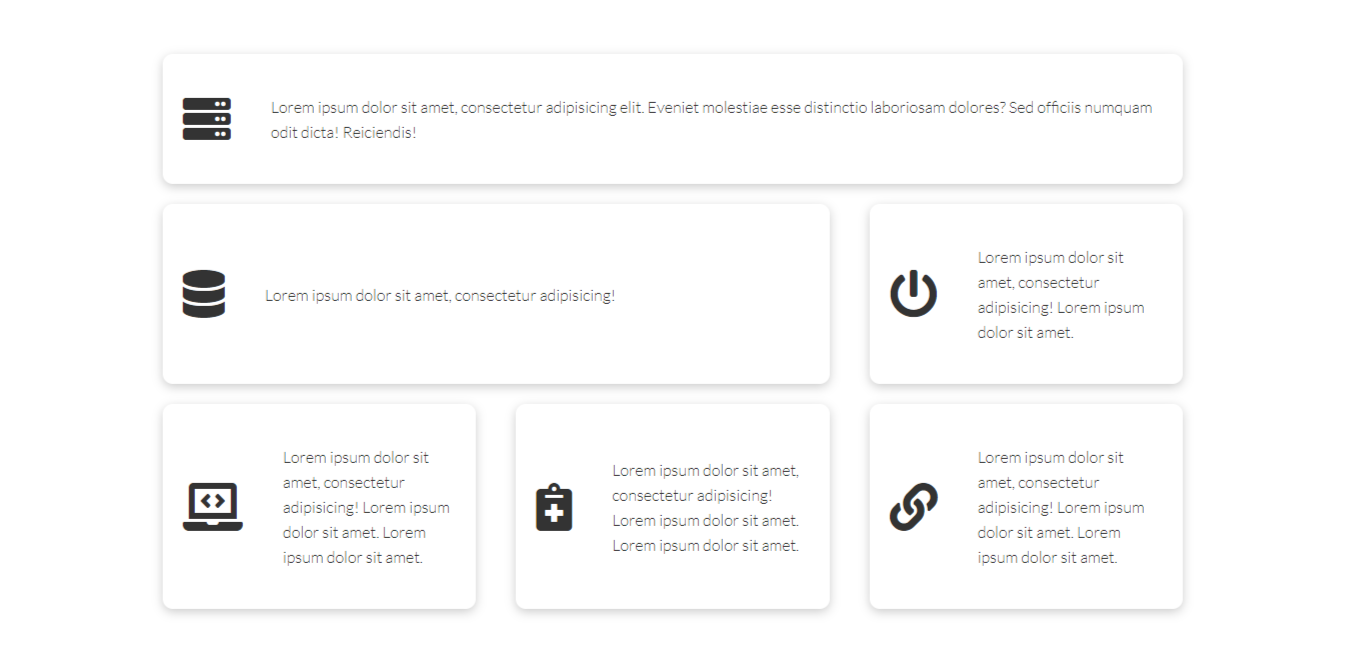 Lorem ipsum dolor sit amet, consectetur adipisicing elit. Eveniet molestiae esse distinctio laboriosam dolores? Sed officiis numquam
odit dicta! Reiciendis!
Lorem ipsum dolor sit amet, consectetur adipisicing!
Lorem ipsum dolor sit
amet, consectetur
adipisicing! Lorem ipsum
dolor sit amet.
Lorem ipsum dolor sit
amet, consectetur
adipisicing! Lorem ipsum
dolor sit amet. Lorem
ipsum dolor sit amet.
Lorem ipsum dolor sit amet,
consectetur adipisicing!
Lorem ipsum dolor sit amet.
Lorem ipsum dolor sit amet.
Lorem ipsum dolor sit
amet, consectetur
adipisicing! Lorem ipsum
dolor sit amet. Lorem
ipsum dolor sit amet.